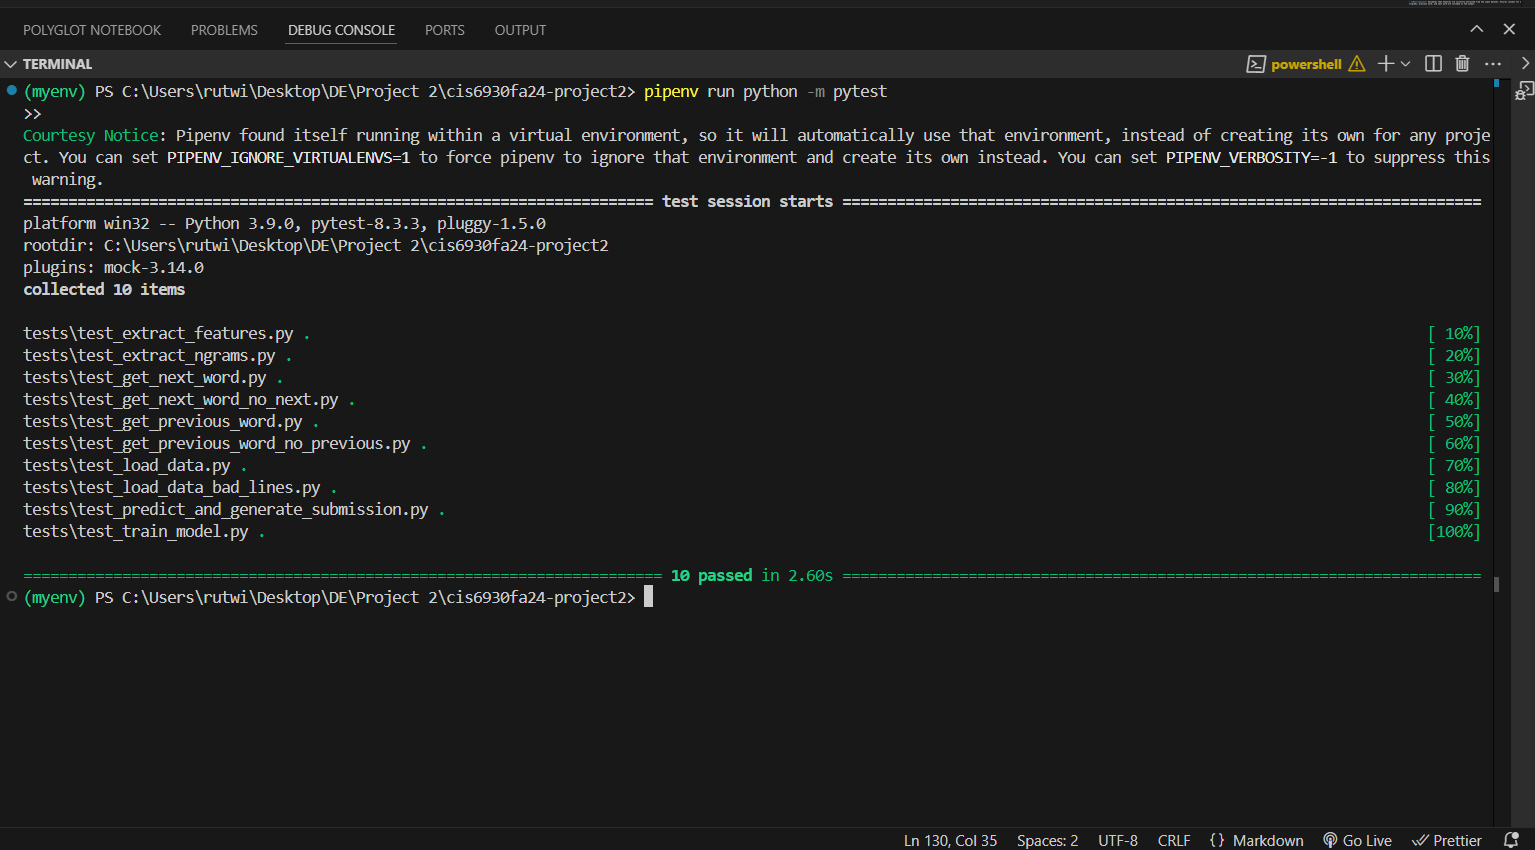 POLYGLOT NOTEBOOK PROBLEMS DEBUG CONSOLE PORTS OUTPUT
TERMINAL powershell
(myenv) PS C:\Users\rutwi\Desktop\DE\Project 2\cis6930fa24-project2> pipenv run python -m pytest
>>
Courtesy Notice: Pipenv found itself running within a virtual environment, so it will automatically use that environment, instead of creating its own for any proje
ct. You can set PIPENV_IGNORE_VIRTUALENVS=1 to force pipenv to ignore that environment and create its own instead. You can set PIPENV_VERBOSITY=-1 to suppress this
warning.
====================================================================== test session starts =======================================================================
platform win32 -- Python 3.9.0, pytest-8.3.3, pluggy-1.5.0
rootdir: C:\Users\rutwi\Desktop\DE\Project 2\cis6930fa24-project2
plugins: mock-3.14.0
collected 10 items
tests\test_extract_features.py . [ 10%]
tests\test_extract_ngrams.py . [ 20%]
tests\test_get_next_word.py . [ 30%]
tests\test_get_next_word_no_next.py . [ 40%]
tests\test_get_previous_word.py . [ 50%]
tests\test_get_previous_word_no_previous.py . [ 60%]
tests\test_load_data.py . [ 70%]
tests\test_load_data_bad_lines.py . [ 80%]
tests\test_predict_and_generate_submission.py . [ 90%]
tests\test_train_model.py . [100%]
======================================================================= 10 passed in 2.60s =======================================================================
(myenv) PS C:\Users\rutwi\Desktop\DE\Project 2\cis6930fa24-project2>
Ln 130, Col 35 Spaces: 2 UTF-8 CRLF {} Markdown Go Live Prettier